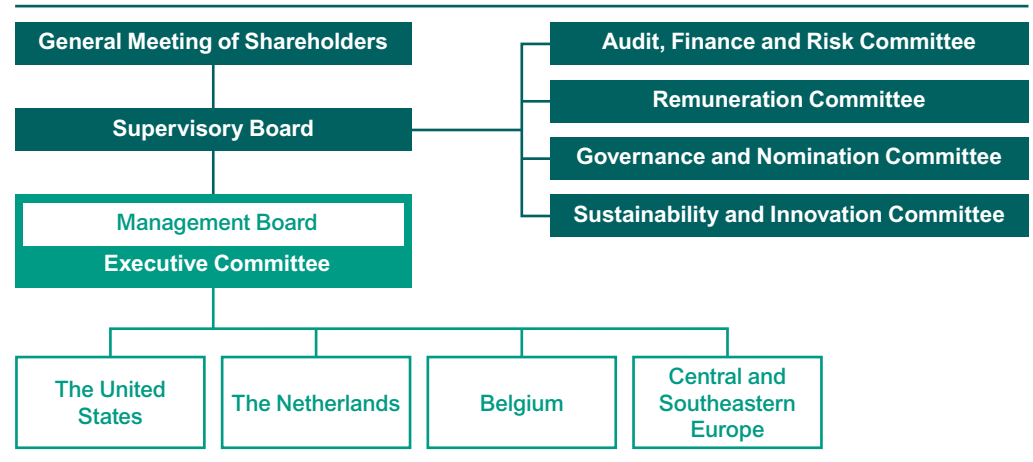 General Meeting of Shareholders
Supervisory Board
Management Board
Executive Committee
Audit, Finance and Risk Committee
Remuneration Committee
Governance and Nomination Committee
Sustainability and Innovation Committee
The United
States
The Netherlands
Belgium
Central and
Southeastern
Europe